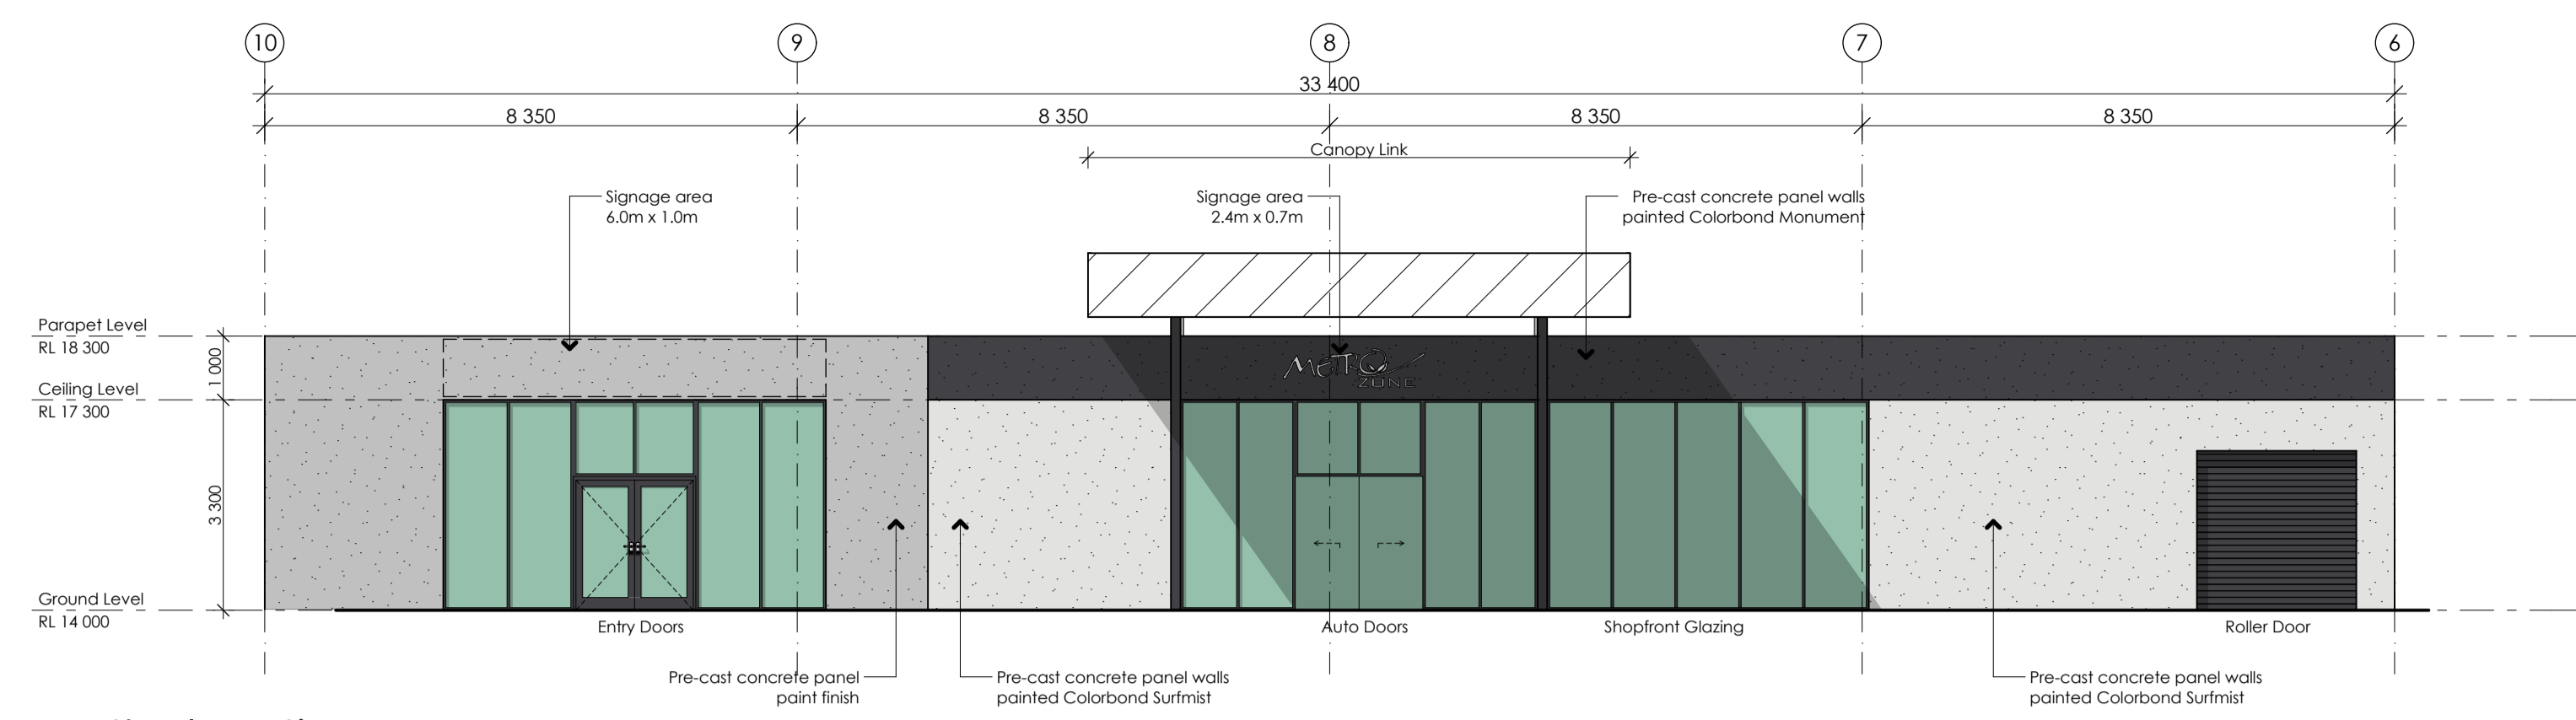 10 9 8 7 6
33 400
8 350 8 350 8 350 8 350
Canopy Link
Signage area
6.0m x 1.0m
Signage area
2.4m x 0.7m
Pre-cast concrete panel walls
painted Colorbond Monument
Parapet Level
RL 18 300
1 000
Ceiling Level
RL 17 300
3 300
Ground Level
RL 14 000
METRO
ZONE
Entry Doors
Auto Doors
Shopfront Glazing
Roller Door
Pre-cast concrete panel
paint finish
Pre-cast concrete panel walls
painted Colorbond Surfmist
Pre-cast concrete panel walls
painted Colorbond Surfmist